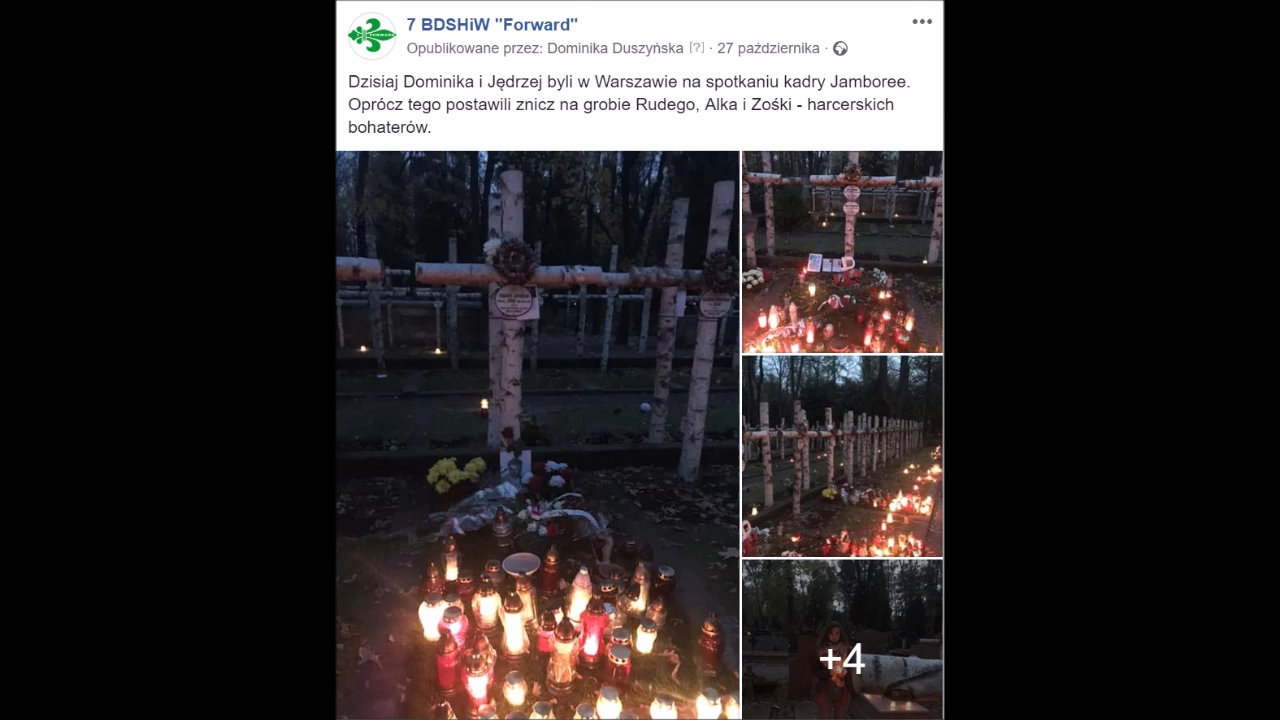 7 BDSHiW "Forward"
Opublikowane przez: Dominika Duszyńska [?] · 27 października ·
Dzisiaj Dominika i Jędrzej byli w Warszawie na spotkaniu kadry Jamboree.
Oprócz tego postawili znicz na grobie Rudego, Alka i Zośki - harcerskich
bohaterów.
+4